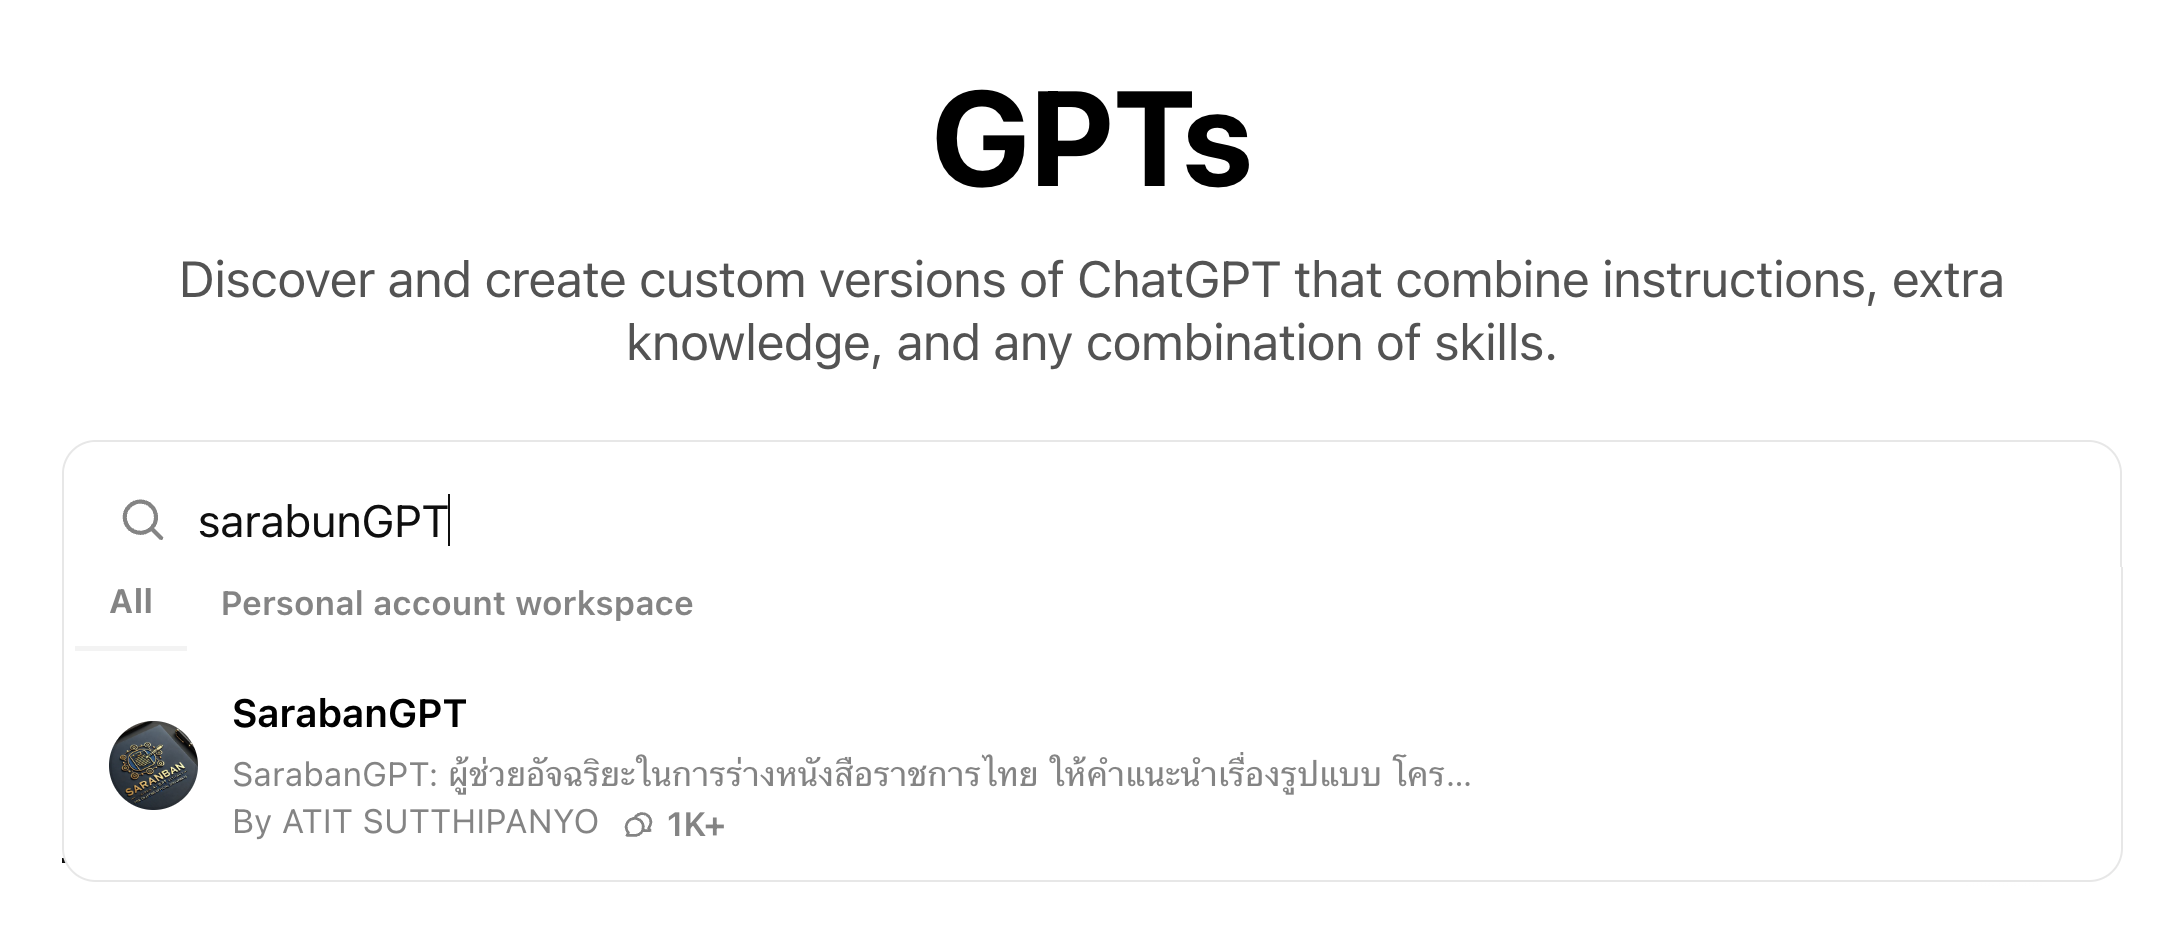 GPTs
Discover and create custom versions of ChatGPT that combine instructions, extra
knowledge, and any combination of skills.
sarabunGPT
All
Personal account workspace
SarabanGPT
SarabanGPT: ผู้ช่วยอัจฉริยะในการร่างหนังสือราชการไทย ให้คำแนะนำเรื่องรูปแบบ โคร...
By ATIT SUTTHIPANYO 1K+
SARANBAN